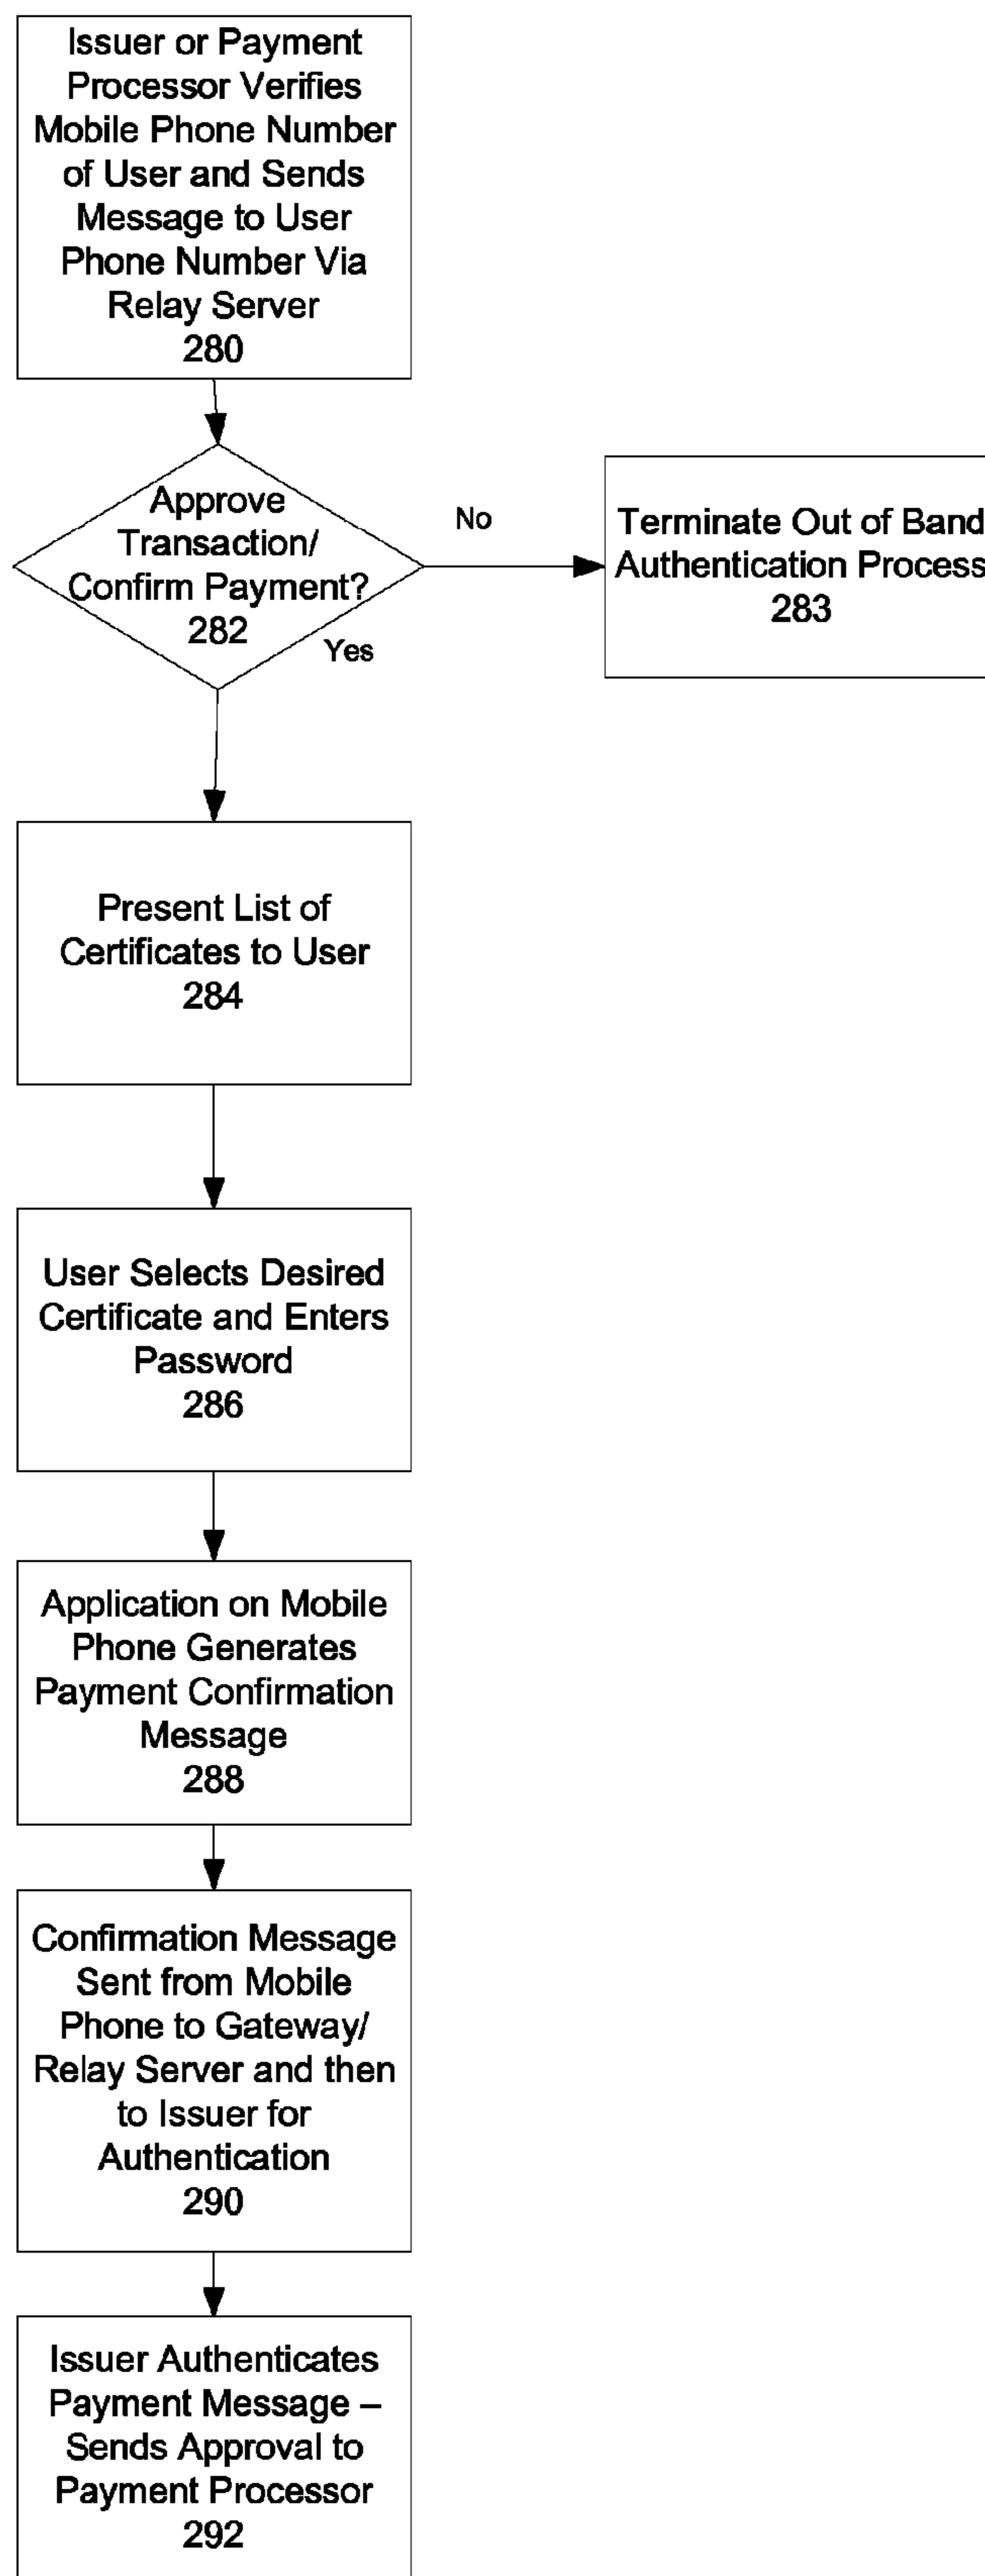 Issuer or Payment
Processor Verifies
Mobile Phone Number
of User and Sends
Message to User
Phone Number Via
Relay Server
280
Approve
Transaction/
Confirm Payment?
282
No
Yes
Terminate Out of Band
Authentication Process
283
Present List of
Certificates to User
284
User Selects Desired
Certificate and Enters
Password
286
Application on Mobile
Phone Generates
Payment Confirmation
Message
288
Confirmation Message
Sent from Mobile
Phone to Gateway/
Relay Server and then
to Issuer for
Authentication
290
Issuer Authenticates
Payment Message –
Sends Approval to
Payment Processor
292